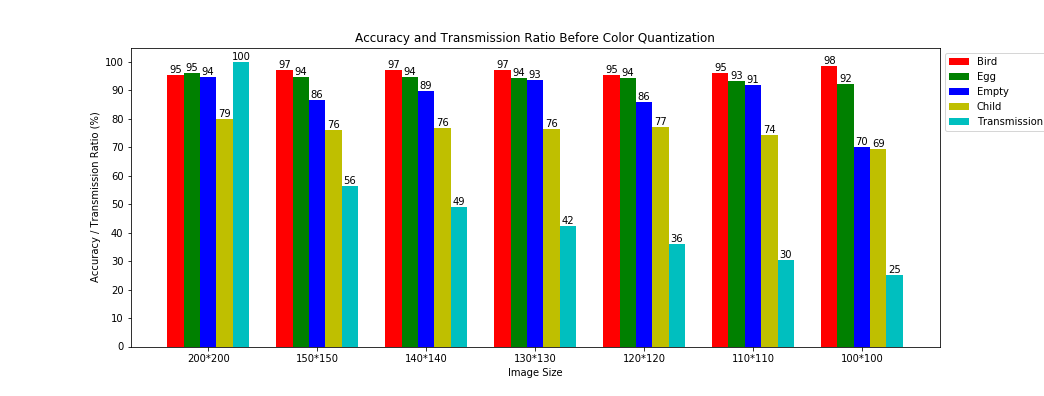 Accuracy and Transmission Ratio Before Color Quantization
Accuracy / Transmission Ratio (%)
100
90
80
70
60
50
40
30
20
10
0
95 95 94 79 100
97 94 86 76 56
97 94 89 76 49
97 94 93 76 42
95 94 86 77 36
95 93 91 74 30
98 92 70 69 25
200*200 150*150 140*140 130*130 120*120 110*110 100*100
Image Size
Bird
Egg
Empty
Child
Transmission